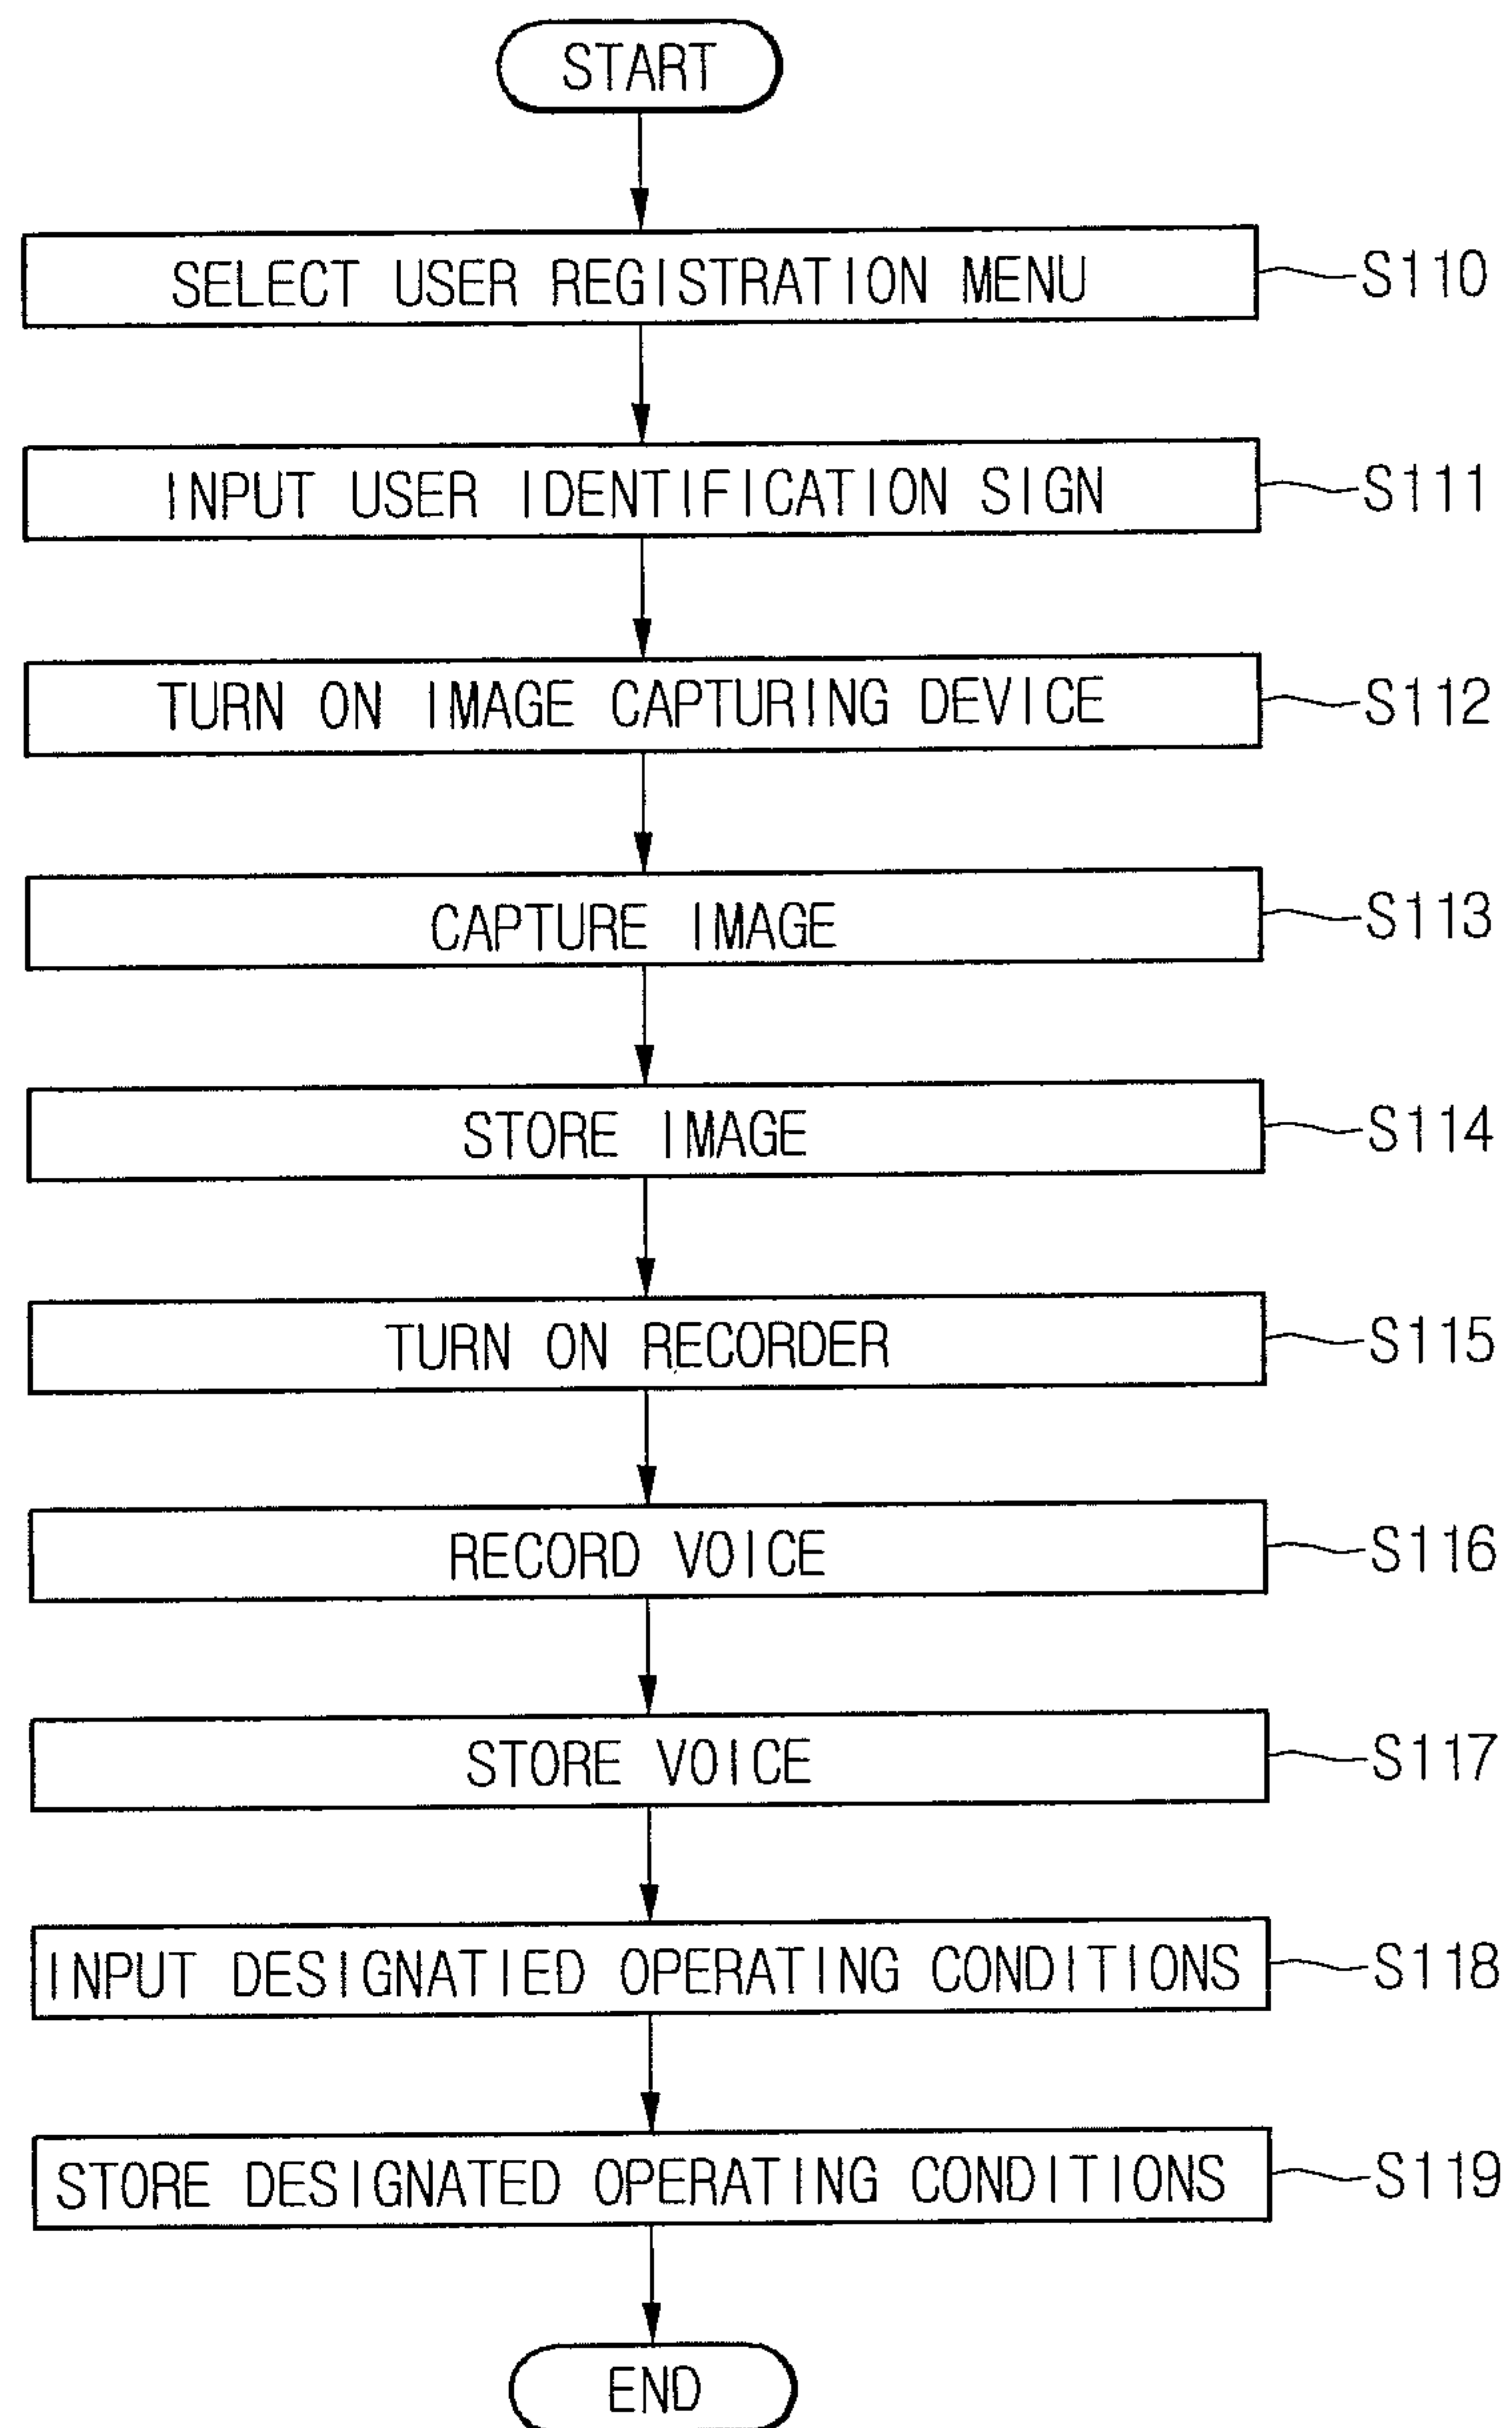 START
SELECT USER REGISTRATION MENU S110
INPUT USER IDENTIFICATION SIGN S111
TURN ON IMAGE CAPTURING DEVICE S112
CAPTURE IMAGE S113
STORE IMAGE S114
TURN ON RECORDER S115
RECORD VOICE S116
STORE VOICE S117
INPUT DESIGNATIED OPERATING CONDITIONS S118
STORE DESIGNATED OPERATING CONDITIONS S119
END